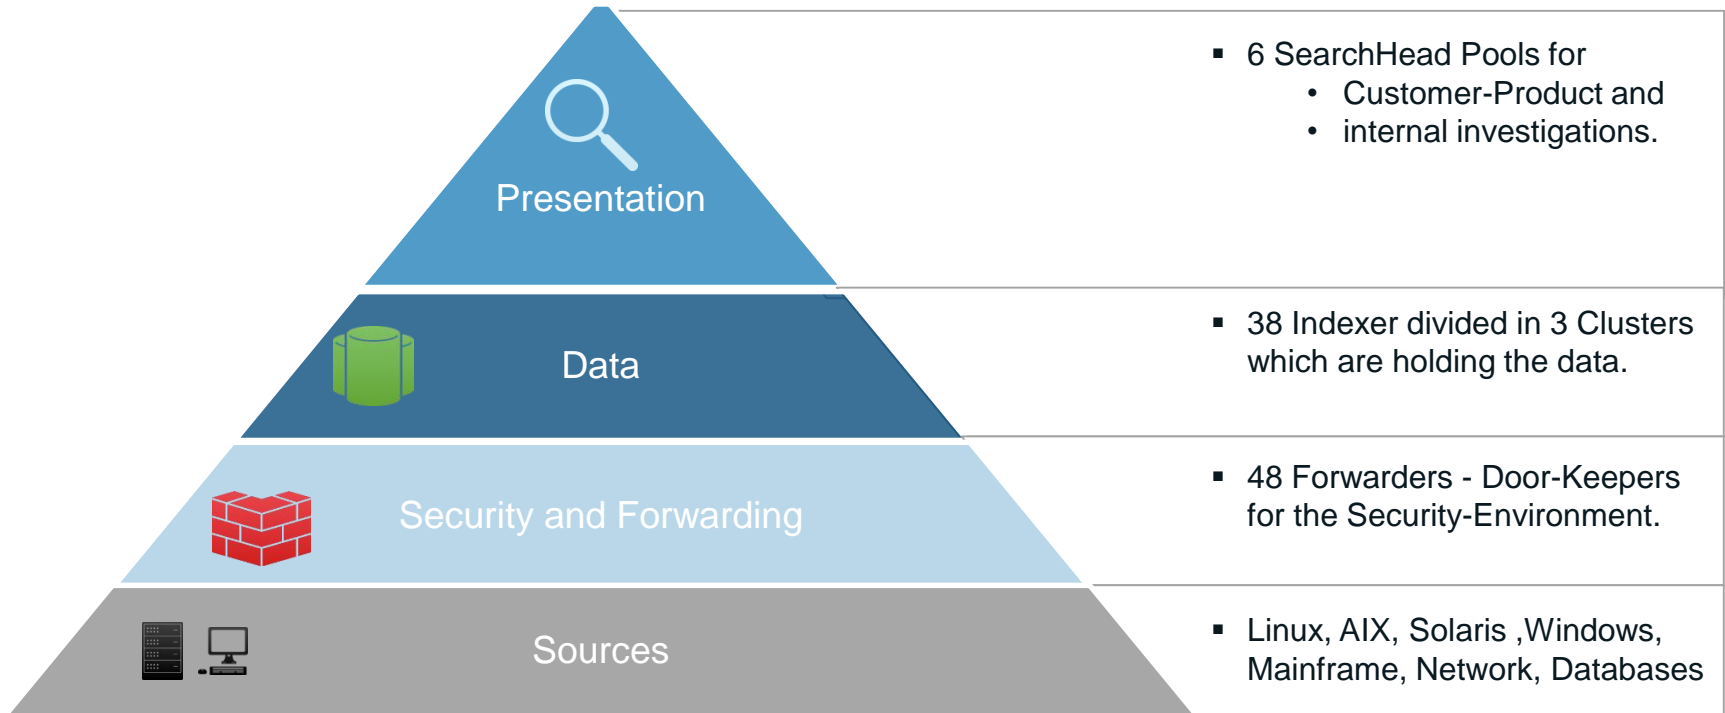 Presentation
▪ 6 SearchHead Pools for
• Customer-Product and
• internal investigations.
Data
▪ 38 Indexer divided in 3 Clusters
which are holding the data.
Security and Forwarding
▪ 48 Forwarders - Door-Keepers
for the Security-Environment.
Sources
▪ Linux, AIX, Solaris ,Windows,
Mainframe, Network, Databases